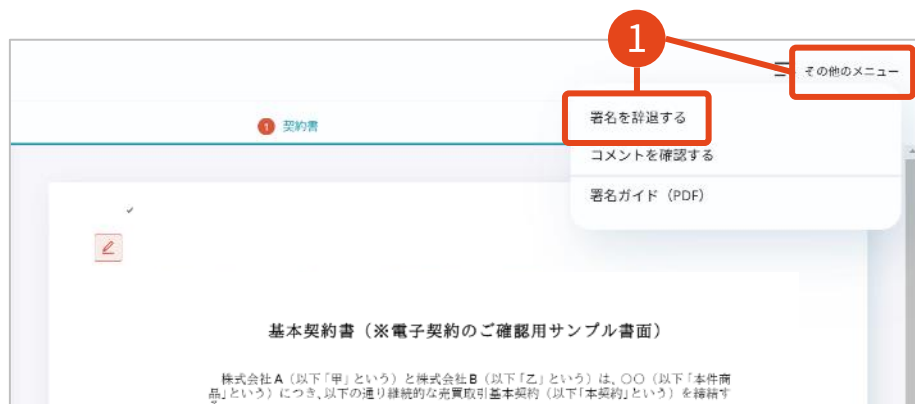 1
その他のメニュー
署名を辞退する
1 契約書
コメントを確認する
署名ガイド（PDF）
基本契約書（※電子契約のご確認用サンプル書面）
株式会社A（以下「甲」という）と株式会社B（以下「乙」という）は、〇〇（以下「本件商
品」という）につき、以下の通り継続的な売買取引基本契約（以下「本契約」という）を締結す